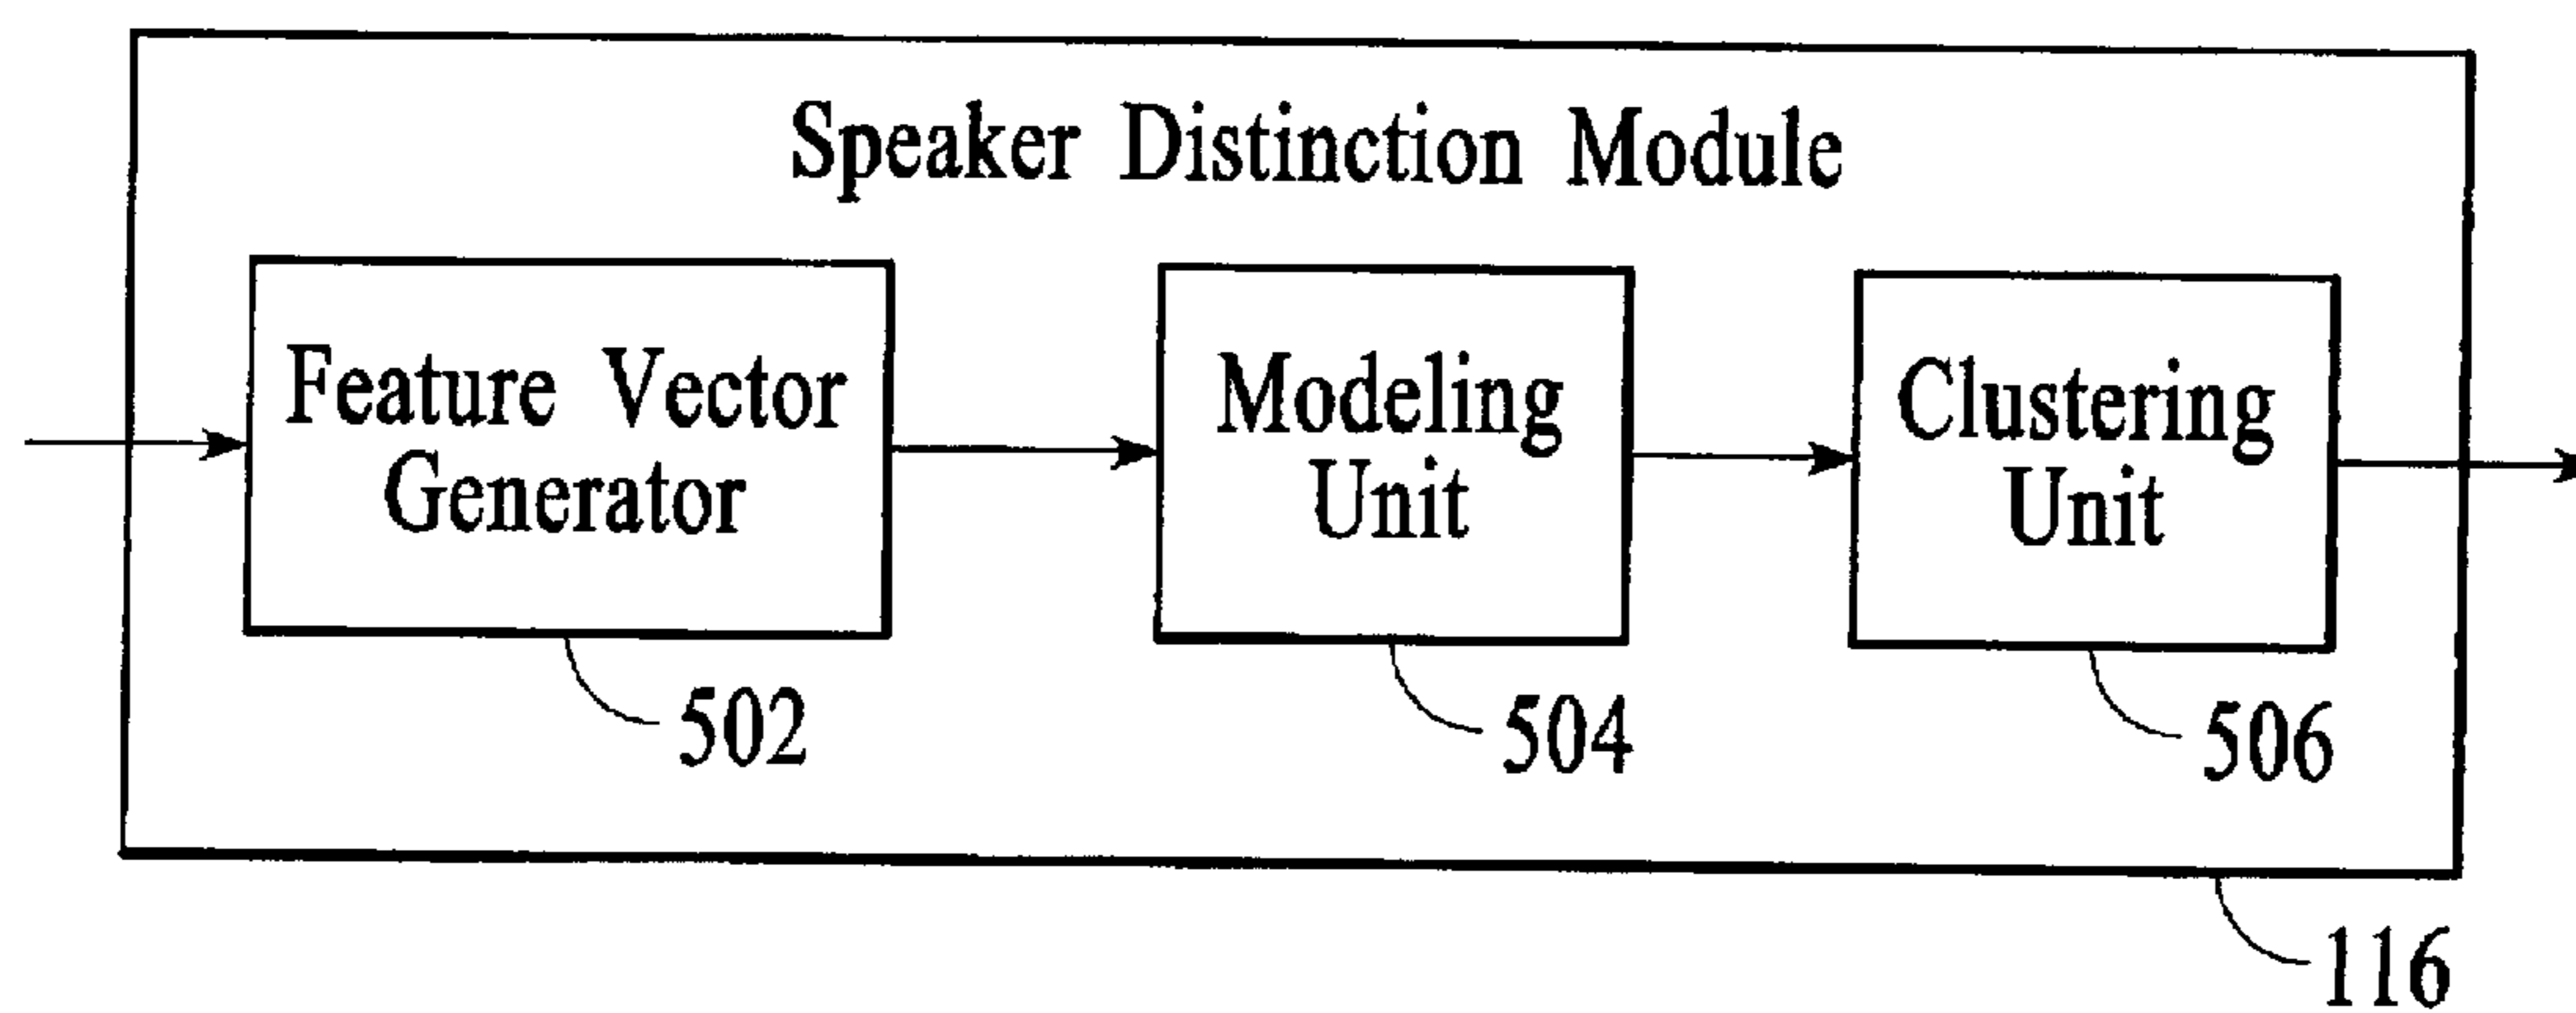 Speaker Distinction Module
Feature Vector
Generator
Modeling
Unit
Clustering
Unit
502
504
506
116